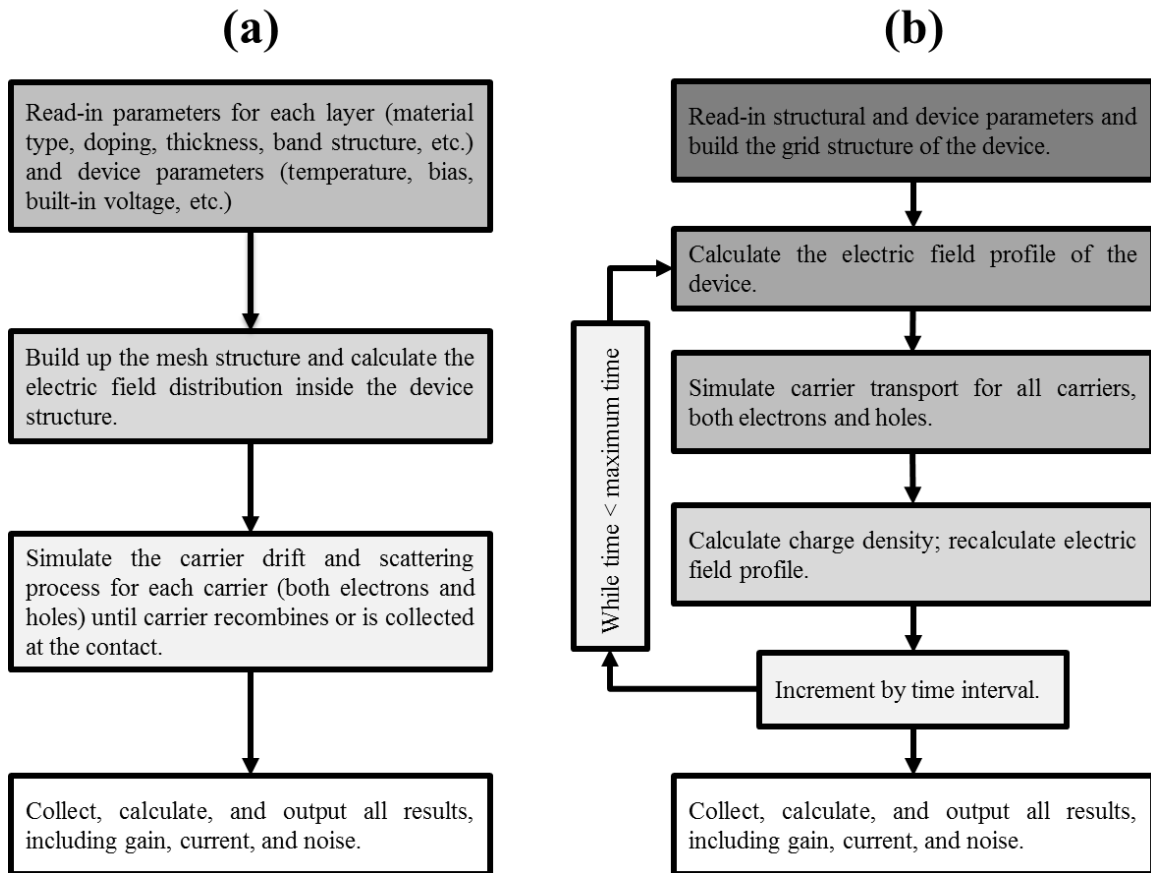 (a)
Read-in parameters for each layer (material
type, doping, thickness, band structure, etc.)
and device parameters (temperature, bias,
built-in voltage, etc.)
Build up the mesh structure and calculate the
electric field distribution inside the device
structure.
Simulate the carrier drift and scattering
process for each carrier (both electrons and
holes) until carrier recombines or is collected
at the contact.
Collect, calculate, and output all results,
including gain, current, and noise.
(b)
Read-in structural and device parameters and
build the grid structure of the device.
Calculate the electric field profile of the
device.
Simulate carrier transport for all carriers,
both electrons and holes.
Calculate charge density; recalculate electric
field profile.
Increment by time interval.
While time < maximum time
Collect, calculate, and output all results,
including gain, current, and noise.